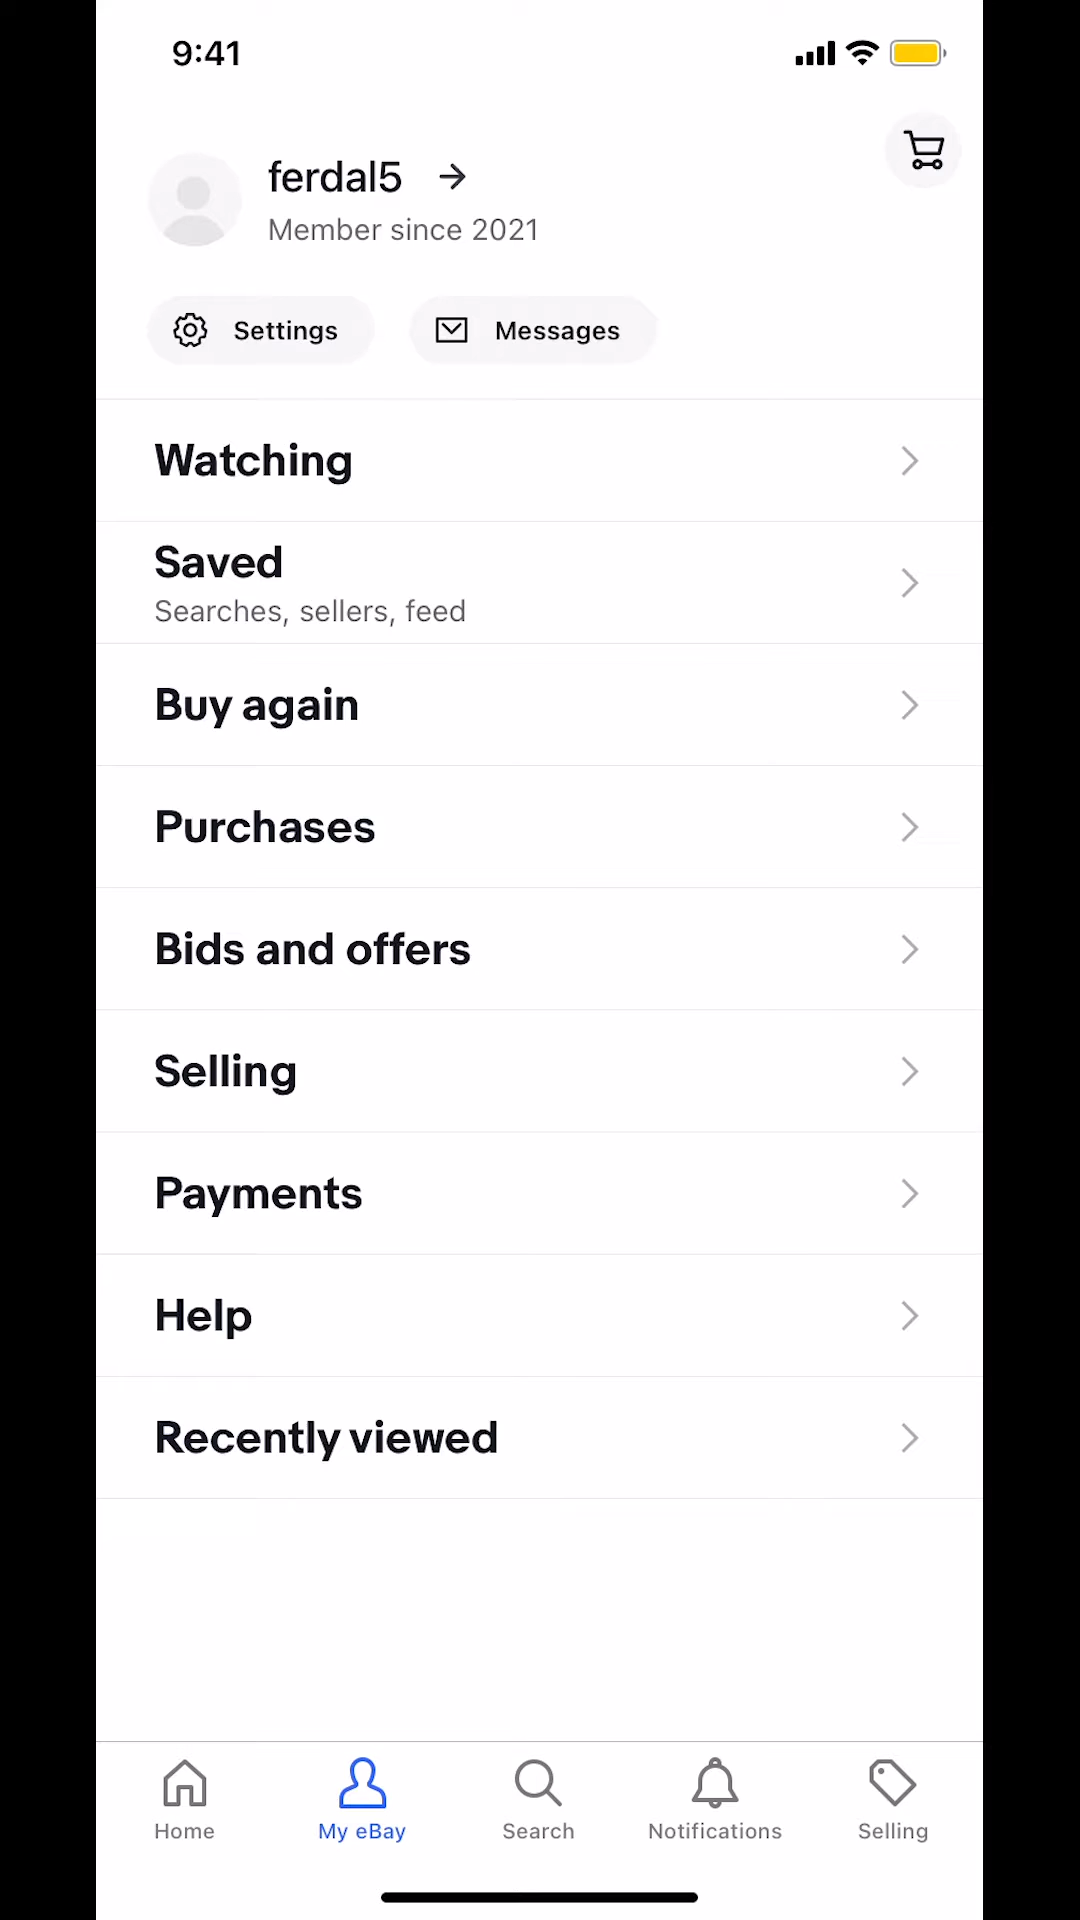 9:41
ferdal5
Member since 2021
Settings
Messages
Watching
Saved
Searches, sellers, feed
Buy again
Purchases
Bids and offers
Selling
Payments
Help
Recently viewed
Home
My eBay
Search
Notifications
Selling